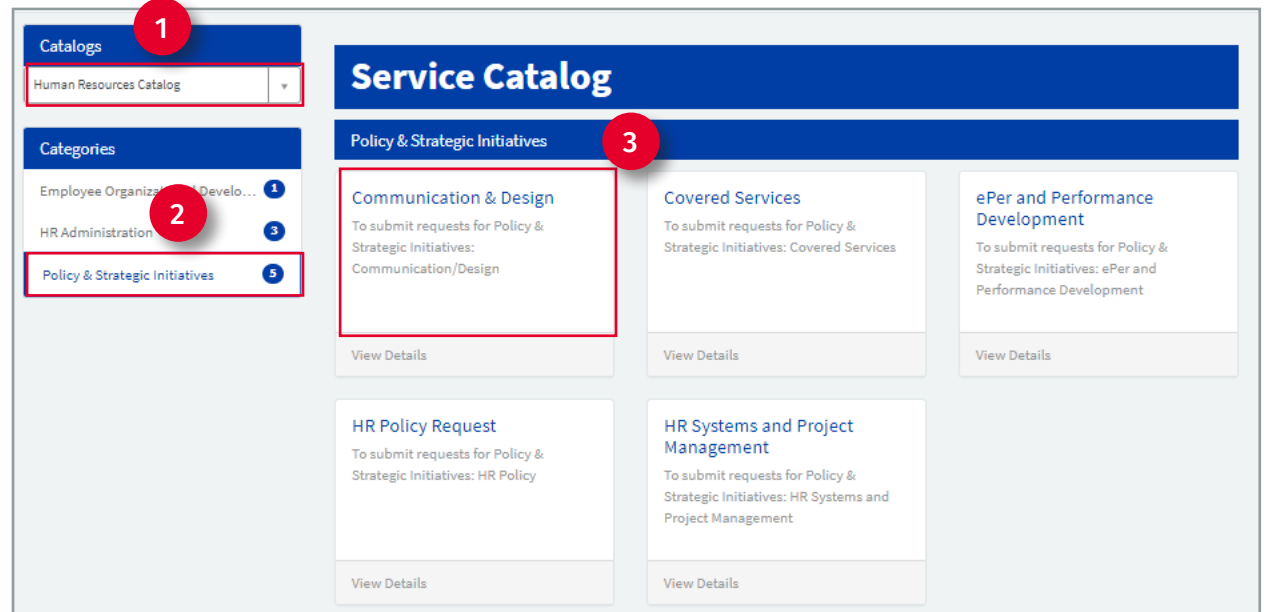 1
Catalogs
Human Resources Catalog
Categories
Employee Organizat Develo... 1
2
HR Administration 3
Policy & Strategic Initiatives 5
Service Catalog
Policy & Strategic Initiatives
3
Communication & Design
To submit requests for Policy &
Strategic Initiatives:
Communication/Design
View Details
Covered Services
To submit requests for Policy &
Strategic Initiatives: Covered Services
View Details
ePer and Performance
Development
To submit requests for Policy &
Strategic Initiatives: ePer and
Performance Development
View Details
HR Policy Request
To submit requests for Policy &
Strategic Initiatives: HR Policy
View Details
HR Systems and Project
Management
To submit requests for Policy &
Strategic Initiatives: HR Systems and
Project Management
View Details